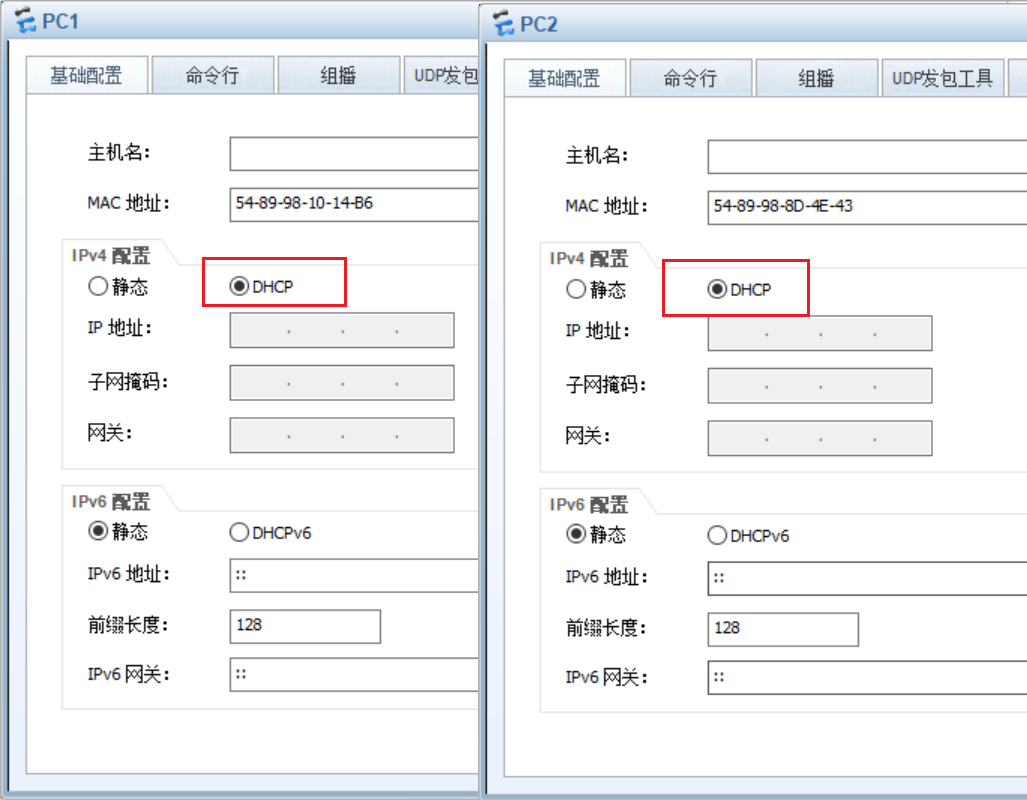 PC1
基础配置 命令行 组播 UDP发包
主机名：
MAC 地址： 54-89-98-10-14-B6
IPv4 配置
静态 DHCP
IP 地址： . . .
子网掩码： . . .
网关： . . .
IPv6 配置
静态 DHCPv6
IPv6 地址： ::
前缀长度： 128
IPv6 网关： ::
PC2
基础配置 命令行 组播 UDP发包工具
主机名：
MAC 地址： 54-89-98-8D-4E-43
IPv4 配置
静态 DHCP
IP 地址： . . .
子网掩码： . . .
网关： . . .
IPv6 配置
静态 DHCPv6
IPv6 地址： ::
前缀长度： 128
IPv6 网关： ::